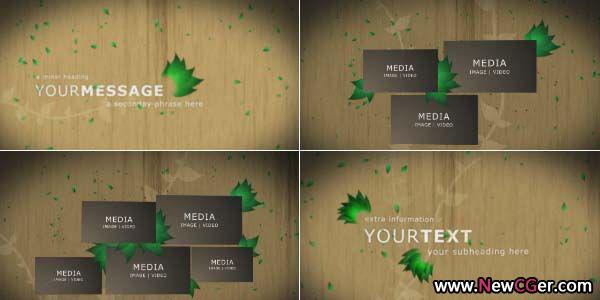 a minor heading
YOURMESSAGE
a seconday-phrase here
MEDIA
IMAGE | VIDEO
MEDIA
IMAGE | VIDEO
MEDIA
IMAGE | VIDEO
MEDIA
IMAGE | VIDEO
MEDIA
IMAGE | VIDEO
MEDIA
IMAGE | VIDEO
MEDIA
IMAGE | VIDEO
MEDIA
IMAGE | VIDEO
extra information
YOURTEXT
your subheading here
www.NewCGer.com